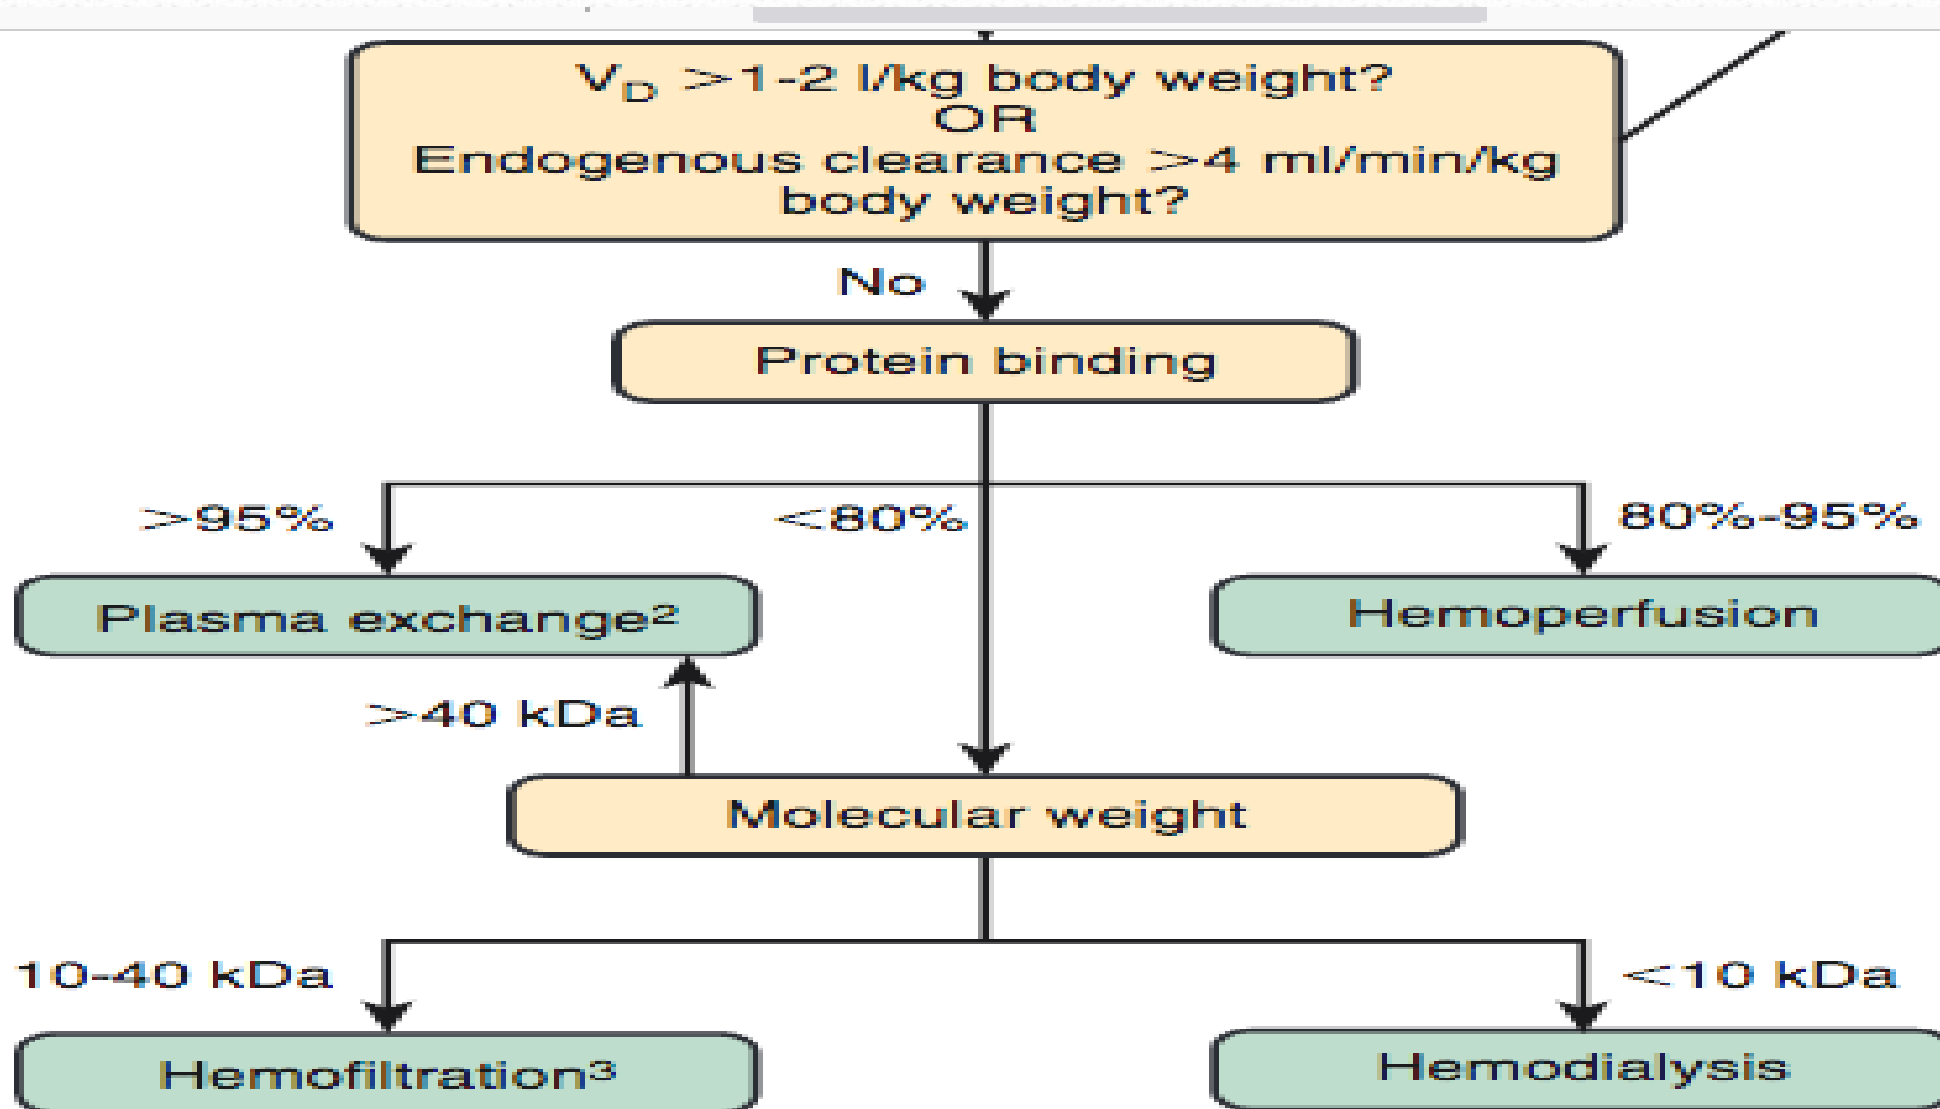 V_D >1-2 l/kg body weight?
OR
Endogenous clearance >4 ml/min/kg
body weight?
No
Protein binding
>95%
<80%
80%-95%
Plasma exchange²
Hemoperfusion
>40 kDa
Molecular weight
10-40 kDa
<10 kDa
Hemofiltration³
Hemodialysis